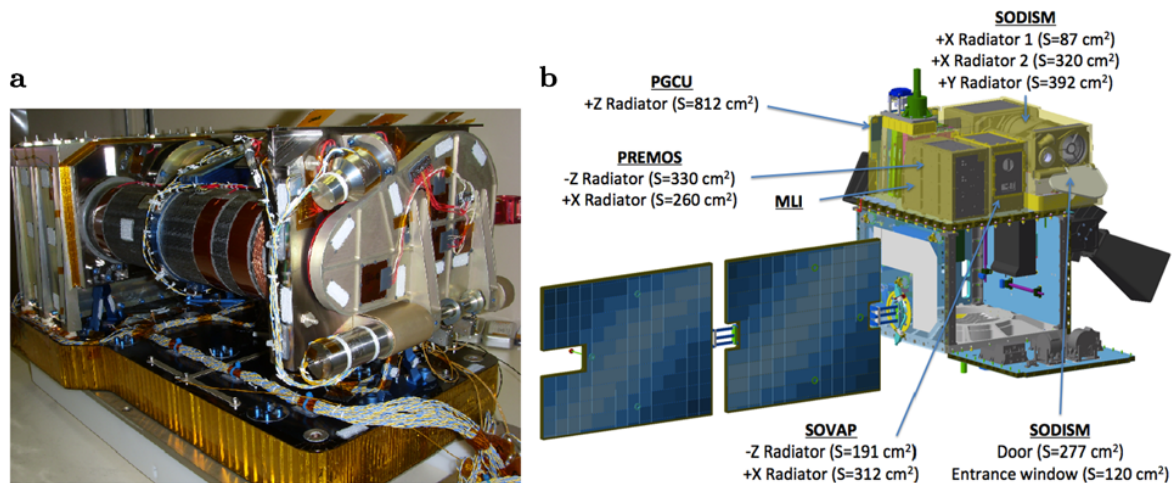 a
b
SODISM
+X Radiator 1 (S=87 cm²)
+X Radiator 2 (S=320 cm²)
+Y Radiator (S=392 cm²)
PGCU
+Z Radiator (S=812 cm²)
PREMOS
-Z Radiator (S=330 cm²)
+X Radiator (S=260 cm²)
MLI
SOVAP
-Z Radiator (S=191 cm²)
+X Radiator (S=312 cm²)
SODISM
Door (S=277 cm²)
Entrance window (S=120 cm²)